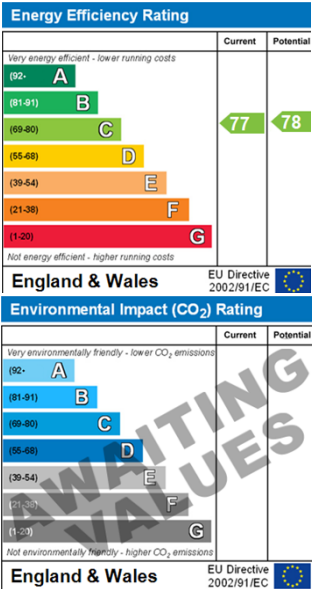 Energy Efficiency Rating
Current Potential
Very energy efficient - lower running costs
(92- A
(81-91) B
(69-80) C
77 78
(55-68) D
(39-54) E
(21-38) F
(1-20) G
Not energy efficient - higher running costs
England & Wales
EU Directive
2002/91/EC
Environmental Impact (CO₂) Rating
Current Potential
Very environmentally friendly - lower CO₂ emissions
(92- A
(81-91) B
(69-80) C
(55-68) D
(39-54) E
(21-38) F
(1-20) G
AWAITING
VALUES
Not environmentally friendly - higher CO₂ emissions
England & Wales
EU Directive
2002/91/EC